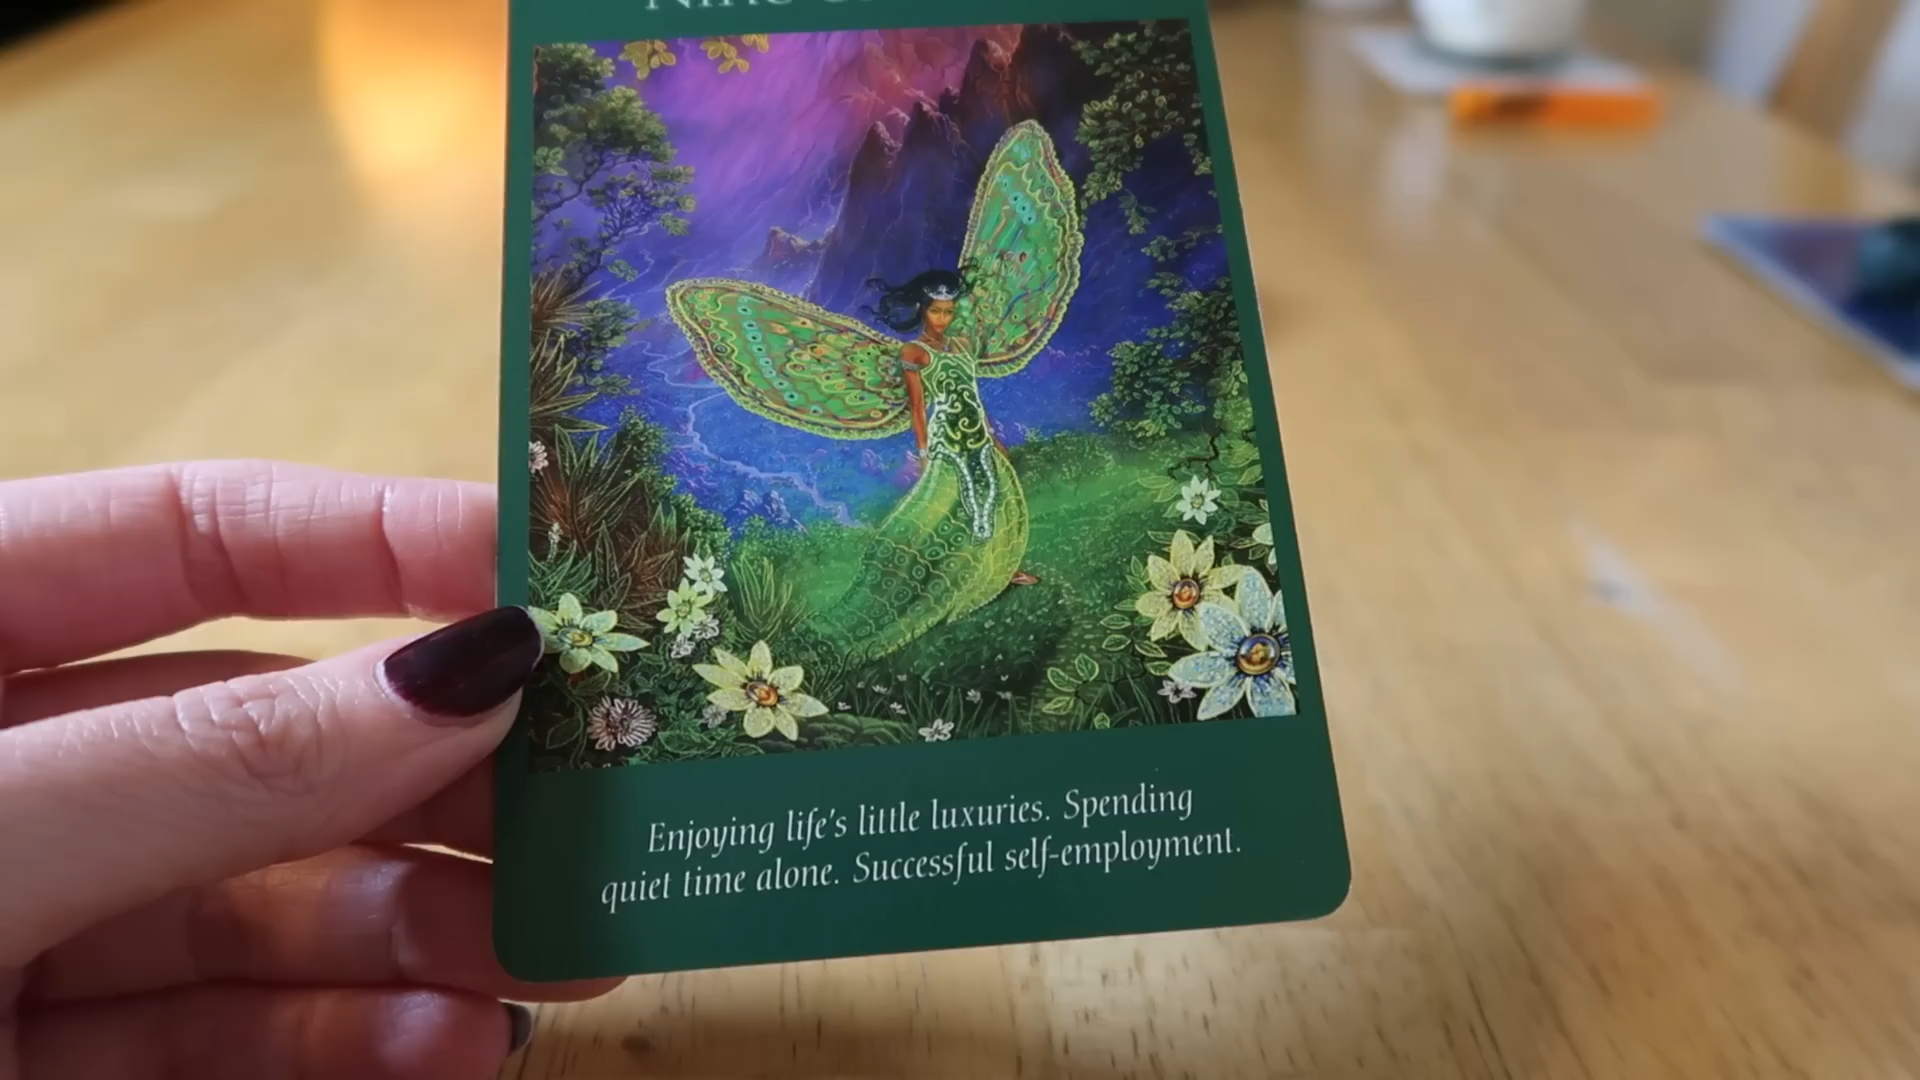 Enjoying life's little luxuries. Spending
quiet time alone. Successful self-employment.